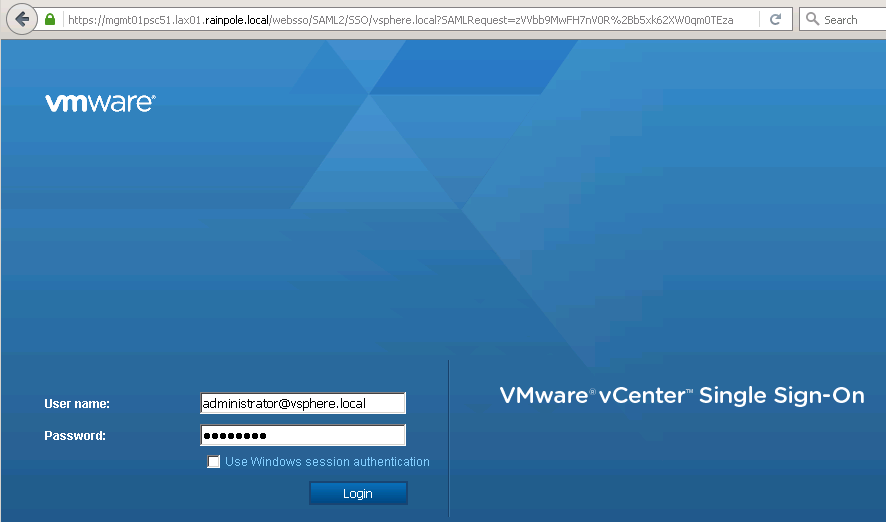 https://mgmt01psc51.lax01.rainpole.local/websso/SAML2/SSO/vsphere.local?SAMLRequest=zVVbb9MwFH7nV0R%2Bb5xk62XW0qm0TEza
Search
vmware®
User name:
administrator@vsphere.local
Password:
Use Windows session authentication
Login
VMware® vCenter™ Single Sign-On